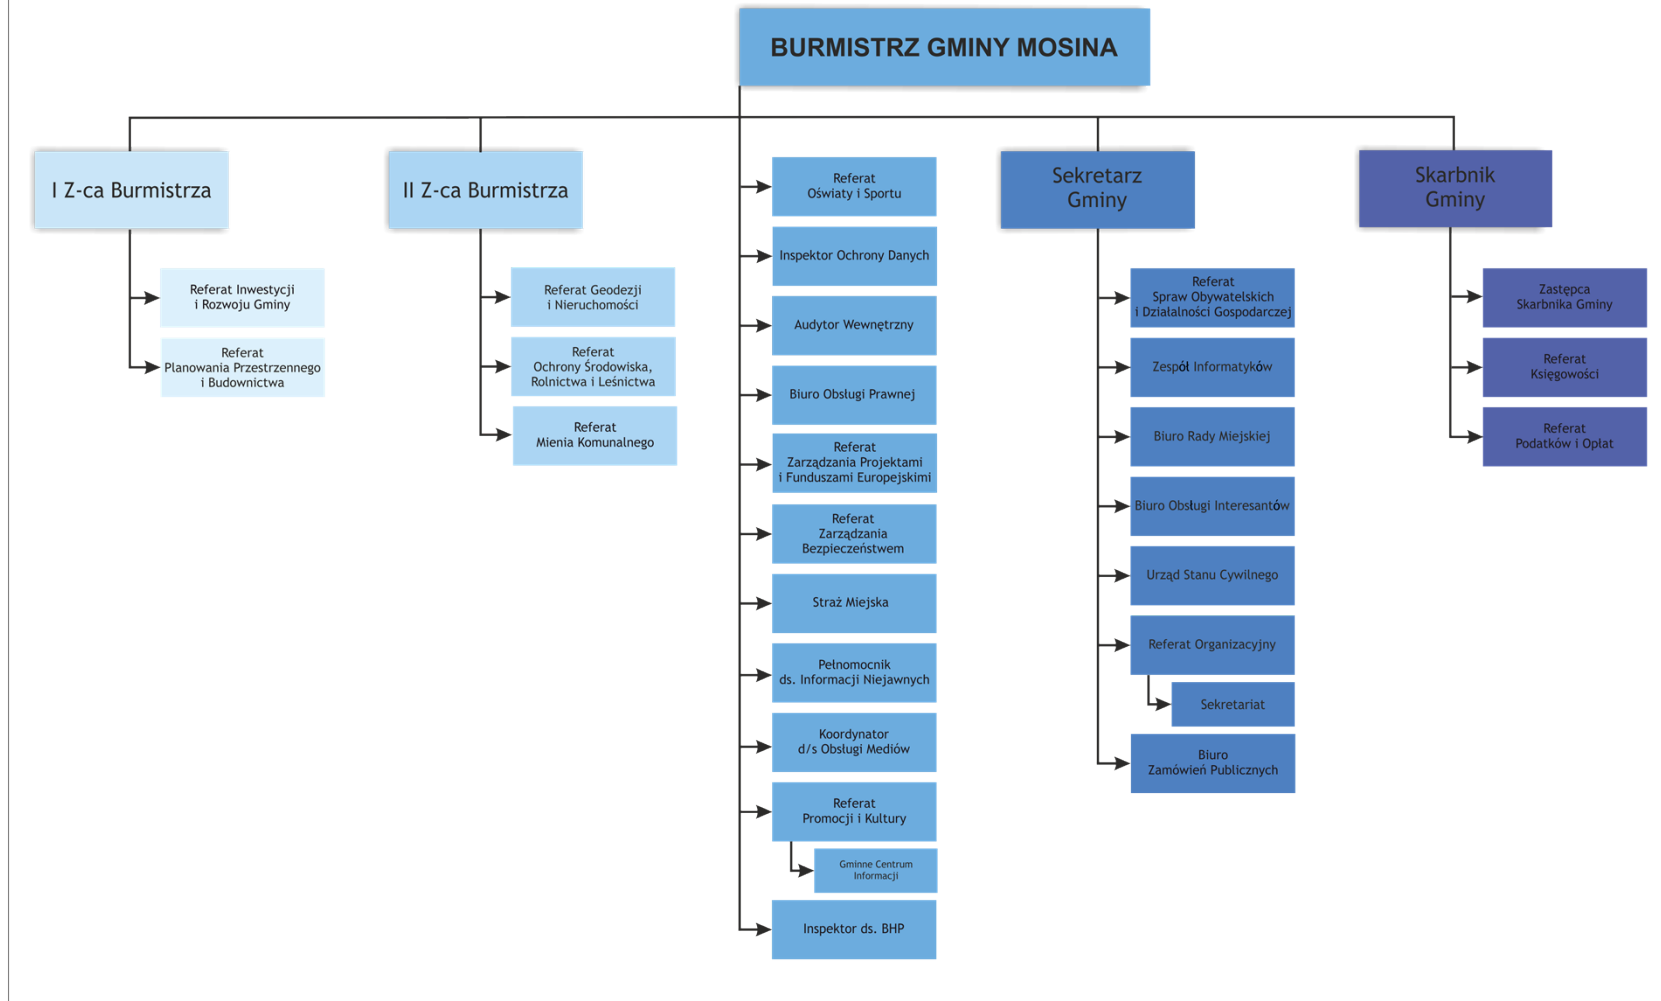 BURMISTRZ GMINY MOSINA
I Z-ca Burmistrza
Referat Inwestycji
i Rozwoju Gminy
Referat
Planowania Przestrzennego
i Budownictwa
II Z-ca Burmistrza
Referat Geodezji
i Nieruchomości
Referat
Ochrony Środowiska,
Rolnictwa i Leśnictwa
Referat
Mienia Komunalnego
Referat
Oświaty i Sportu
Inspektor Ochrony Danych
Audytor Wewnętrzny
Biuro Obsługi Prawnej
Referat
Zarządzania Projektami
i Funduszami Europejskimi
Referat
Zarządzania
Bezpieczeństwem
Straż Miejska
Pełnomocnik
ds. Informacji Niejawnych
Koordynator
d/s Obsługi Mediów
Referat
Promocji i Kultury
Gminne Centrum
Informacji
Inspektor ds. BHP
Sekretarz
Gminy
Referat
Spraw Obywatelskich
i Działalności Gospodarczej
Zespół Informatyków
Biuro Rady Miejskiej
Biuro Obsługi Interesantów
Urząd Stanu Cywilnego
Referat Organizacyjny
Sekretariat
Biuro
Zamówień Publicznych
Skarbnik
Gminy
Zastępca
Skarbnika Gminy
Referat
Księgowości
Referat
Podatków i Opłat